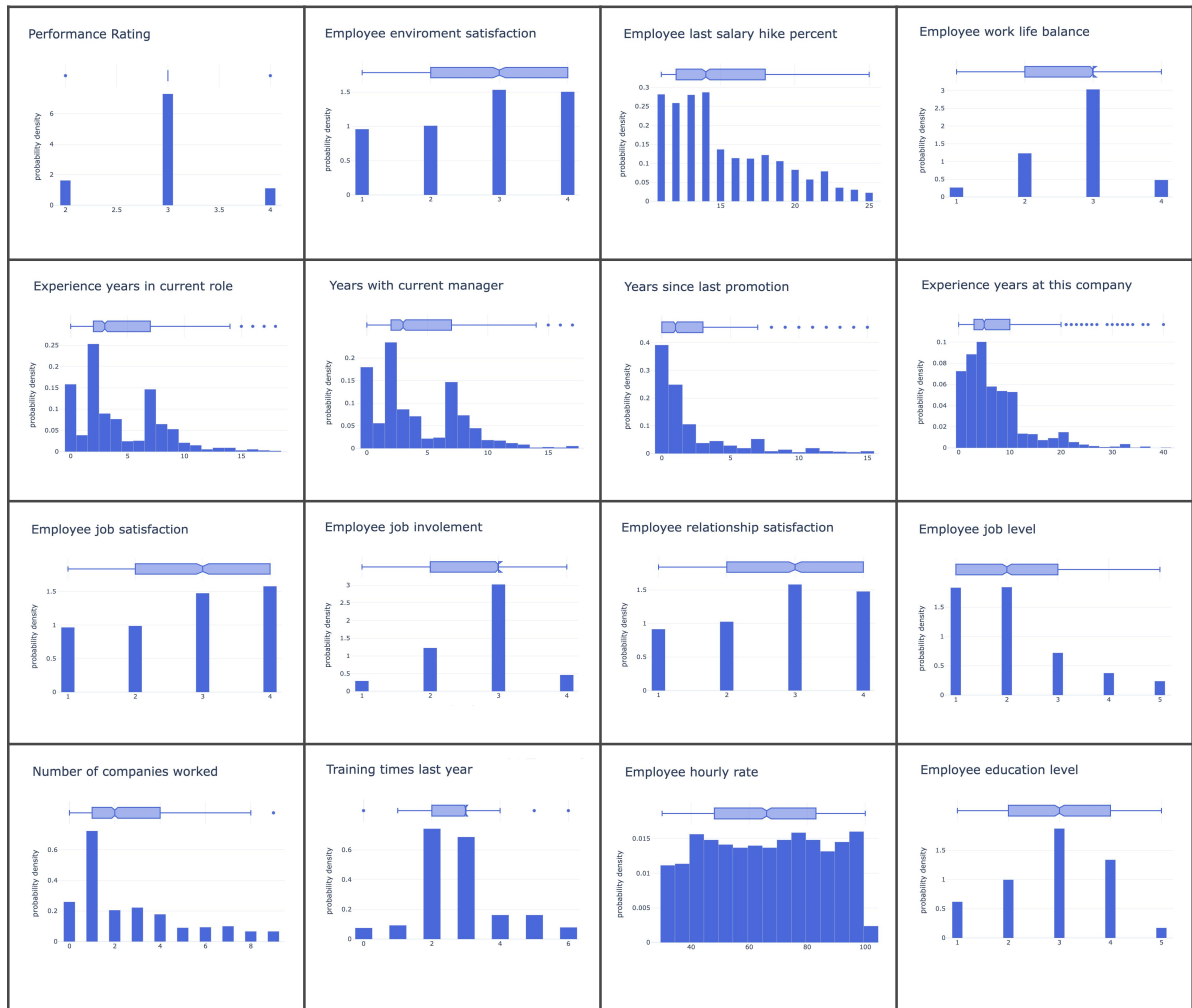 Performance Rating
probability density
6
4
2
0
2 2.5 3 3.5 4
Employee enviroment satisfaction
probability density
1.5
1
0.5
0
1 2 3 4
Employee last salary hike percent
probability density
0.3
0.25
0.2
0.15
0.1
0.05
0
15 20 25
Employee work life balance
probability density
3
2.5
2
1.5
1
0.5
0
1 2 3 4
Experience years in current role
probability density
0.25
0.2
0.15
0.1
0.05
0
0 5 10 15
Years with current manager
probability density
0.2
0.15
0.1
0.05
0
0 5 10 15
Years since last promotion
probability density
0.4
0.3
0.2
0.1
0
0 5 10 15
Experience years at this company
probability density
0.1
0.08
0.06
0.04
0.02
0
0 10 20 30 40
Employee job satisfaction
probability density
1.5
1
0.5
0
1 2 3 4
Employee job involement
probability density
3
2.5
2
1.5
1
0.5
0
1 2 3 4
Employee relationship satisfaction
probability density
1.5
1
0.5
0
1 2 3 4
Employee job level
probability density
1.5
1
0.5
0
1 2 3 4 5
Number of companies worked
probability density
0.6
0.4
0.2
0
0 2 4 6 8
Training times last year
probability density
0.6
0.4
0.2
0
0 2 4 6
Employee hourly rate
probability density
0.015
0.01
0.005
0
40 60 80 100
Employee education level
probability density
1.5
1
0.5
0
1 2 3 4 5